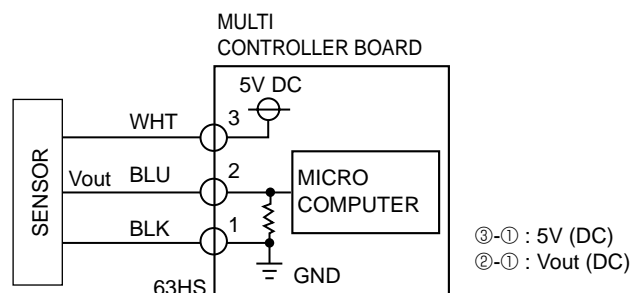 MULTI
CONTROLLER BOARD
5V DC
WHT
3
SENSOR
Vout
BLU
2
MICRO
COMPUTER
BLK
1
GND
63HS
③-① : 5V (DC)
②-① : Vout (DC)